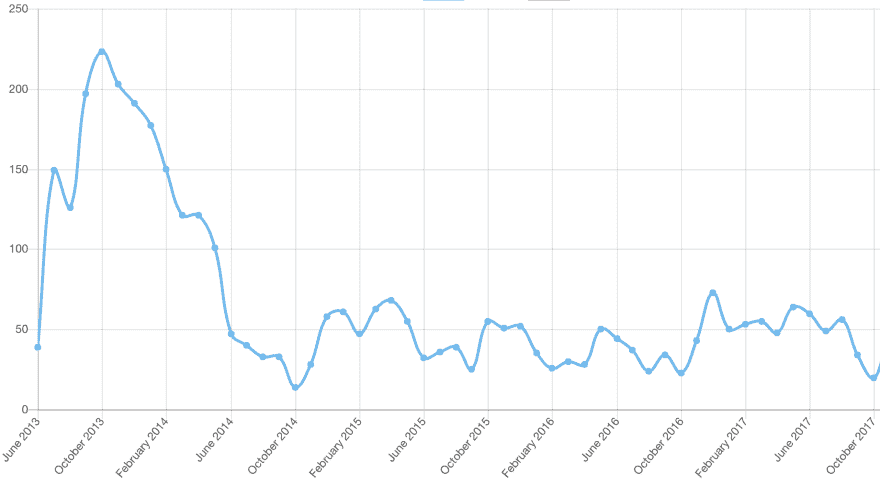 250
200
150
100
50
0
June 2013
October 2013
February 2014
June 2014
October 2014
February 2015
June 2015
October 2015
February 2016
June 2016
October 2016
February 2017
June 2017
October 2017